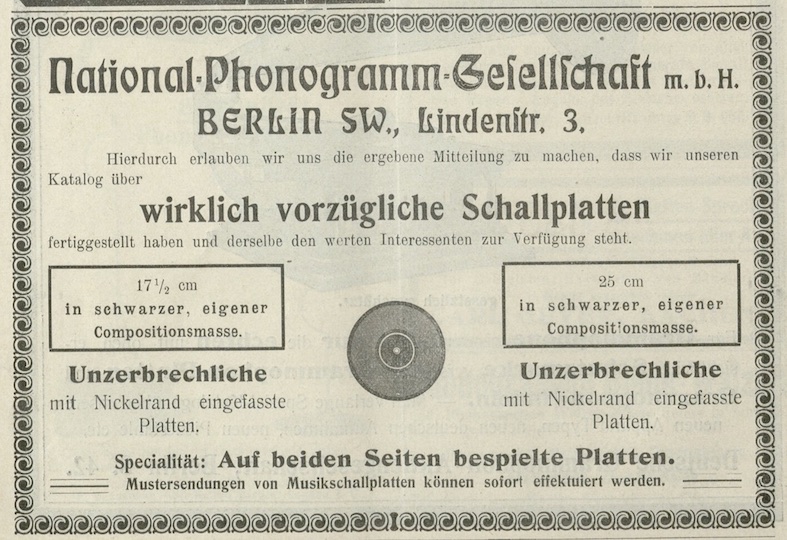 National-Phonogramm-Gesellschaft m. b. H.
BERLIN SW., Lindenstr. 3.
Hierdurch erlauben wir uns die ergebene Mitteilung zu machen, dass wir unseren
Katalog über
wirklich vorzügliche Schallplatten
fertiggestellt haben und derselbe den werten Interessenten zur Verfügung steht.
17 1/2 cm
in schwarzer, eigener
Compositionsmasse.
Unzerbrechliche
mit Nickelrand eingefasste
Platten.
25 cm
in schwarzer, eigener
Compositionsmasse.
Unzerbrechliche
mit Nickelrand eingefasste
Platten.
Specialität: Auf beiden Seiten bespielte Platten.
Mustersendungen von Musikschallplatten können sofort effektuiert werden.